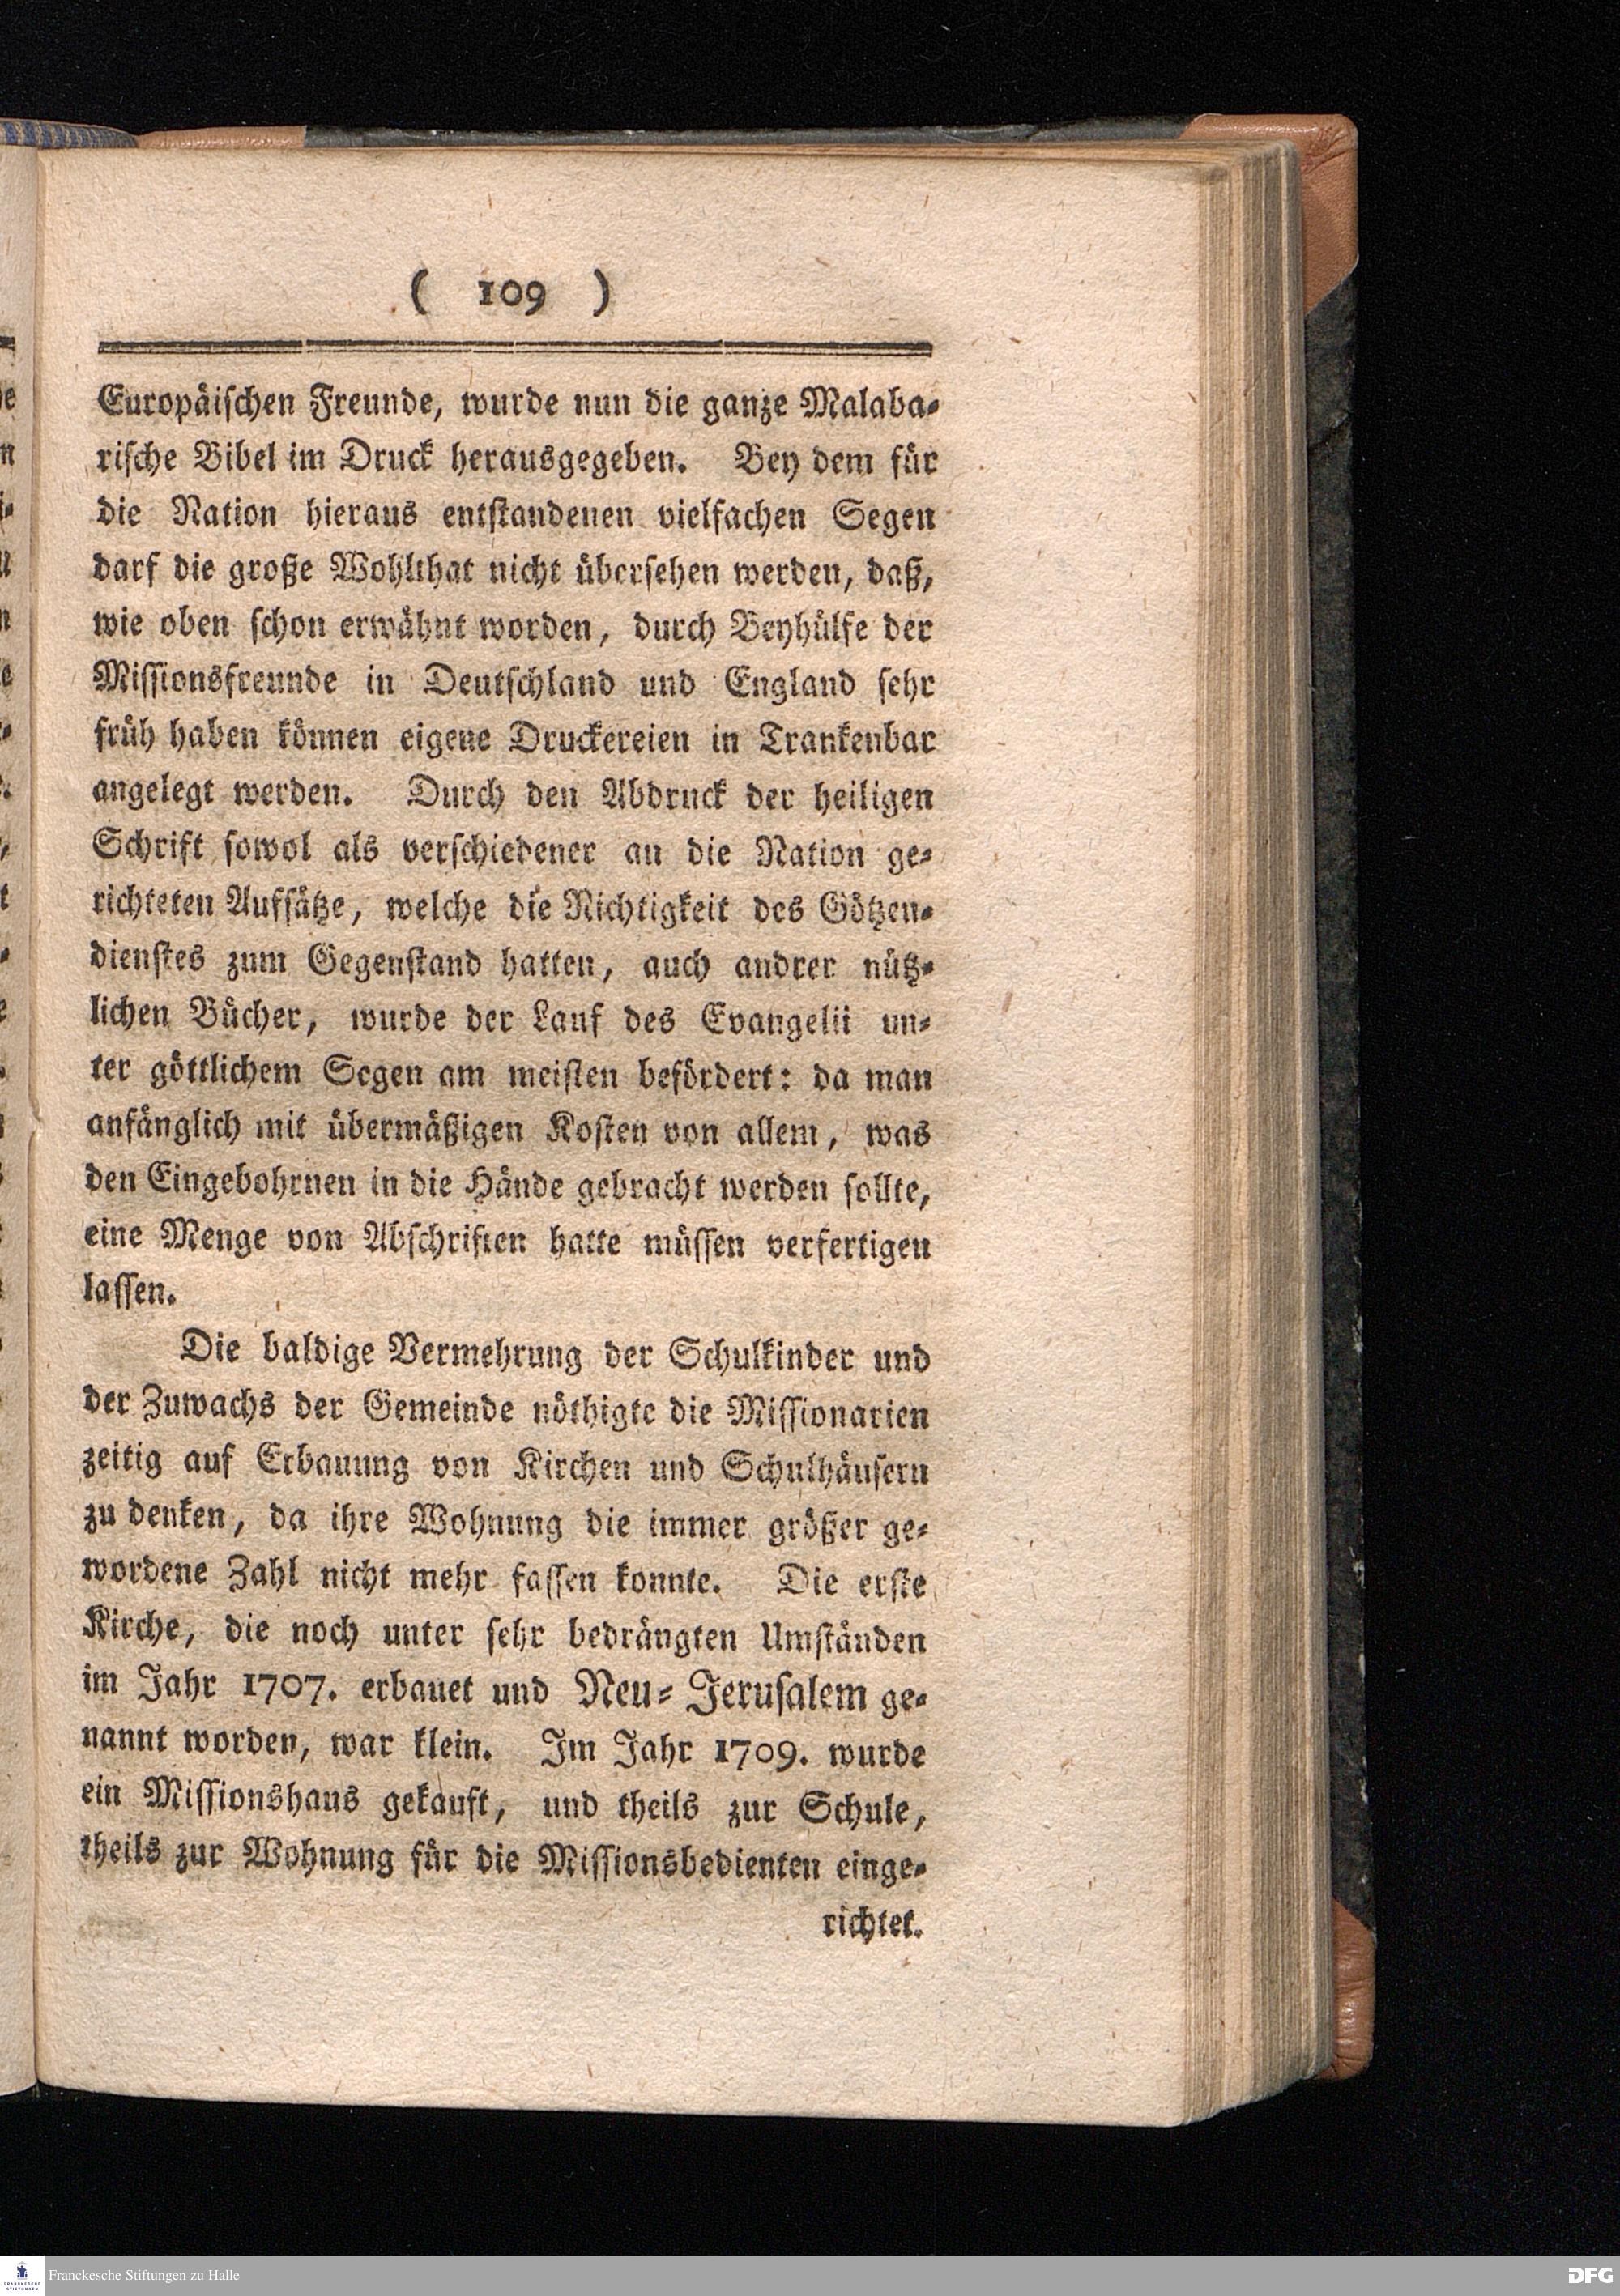 ( 109 )
Europäischen Freunde, wurde nun die ganze Malaba-
rische Bibel im Druck herausgegeben. Bey dem für
die Nation hieraus entstandenen vielfachen Segen
darf die große Wohlthat nicht übersehen werden, daß,
wie oben schon erwähnt worden, durch Beyhülfe der
Missionsfreunde in Deutschland und England sehr
früh haben können eigene Druckereien in Trankenbar
angelegt werden. Durch den Abdruck der heiligen
Schrift sowol als verschiedener an die Nation ge-
richteten Aufsätze, welche die Nichtigkeit des Götzen-
dienstes zum Gegenstand hatten, auch andrer nütz-
lichen Bücher, wurde der Lauf des Evangelii un-
ter göttlichem Segen am meisten befördert: da man
anfänglich mit übermäßigen Kosten von allem, was
den Eingebohrnen in die Hände gebracht werden sollte,
eine Menge von Abschriften hatte müssen verfertigen
lassen.
Die baldige Vermehrung der Schulkinder und
der Zuwachs der Gemeinde nöthigte die Missionarien
zeitig auf Erbauung von Kirchen und Schulhäusern
zu denken, da ihre Wohnung die immer größer ge-
wordene Zahl nicht mehr fassen konnte. Die erste
Kirche, die noch unter sehr bedrängten Umständen
im Jahr 1707. erbauet und Neu-Jerusalem ge-
nannt worden, war klein. Im Jahr 1709. wurde
ein Missionshaus gekauft, und theils zur Schule,
theils zur Wohnung für die Missionsbedienten einge-
richtet.
FRANCKESCHE STIFTUNGEN
Franckesche Stiftungen zu Halle
DFG